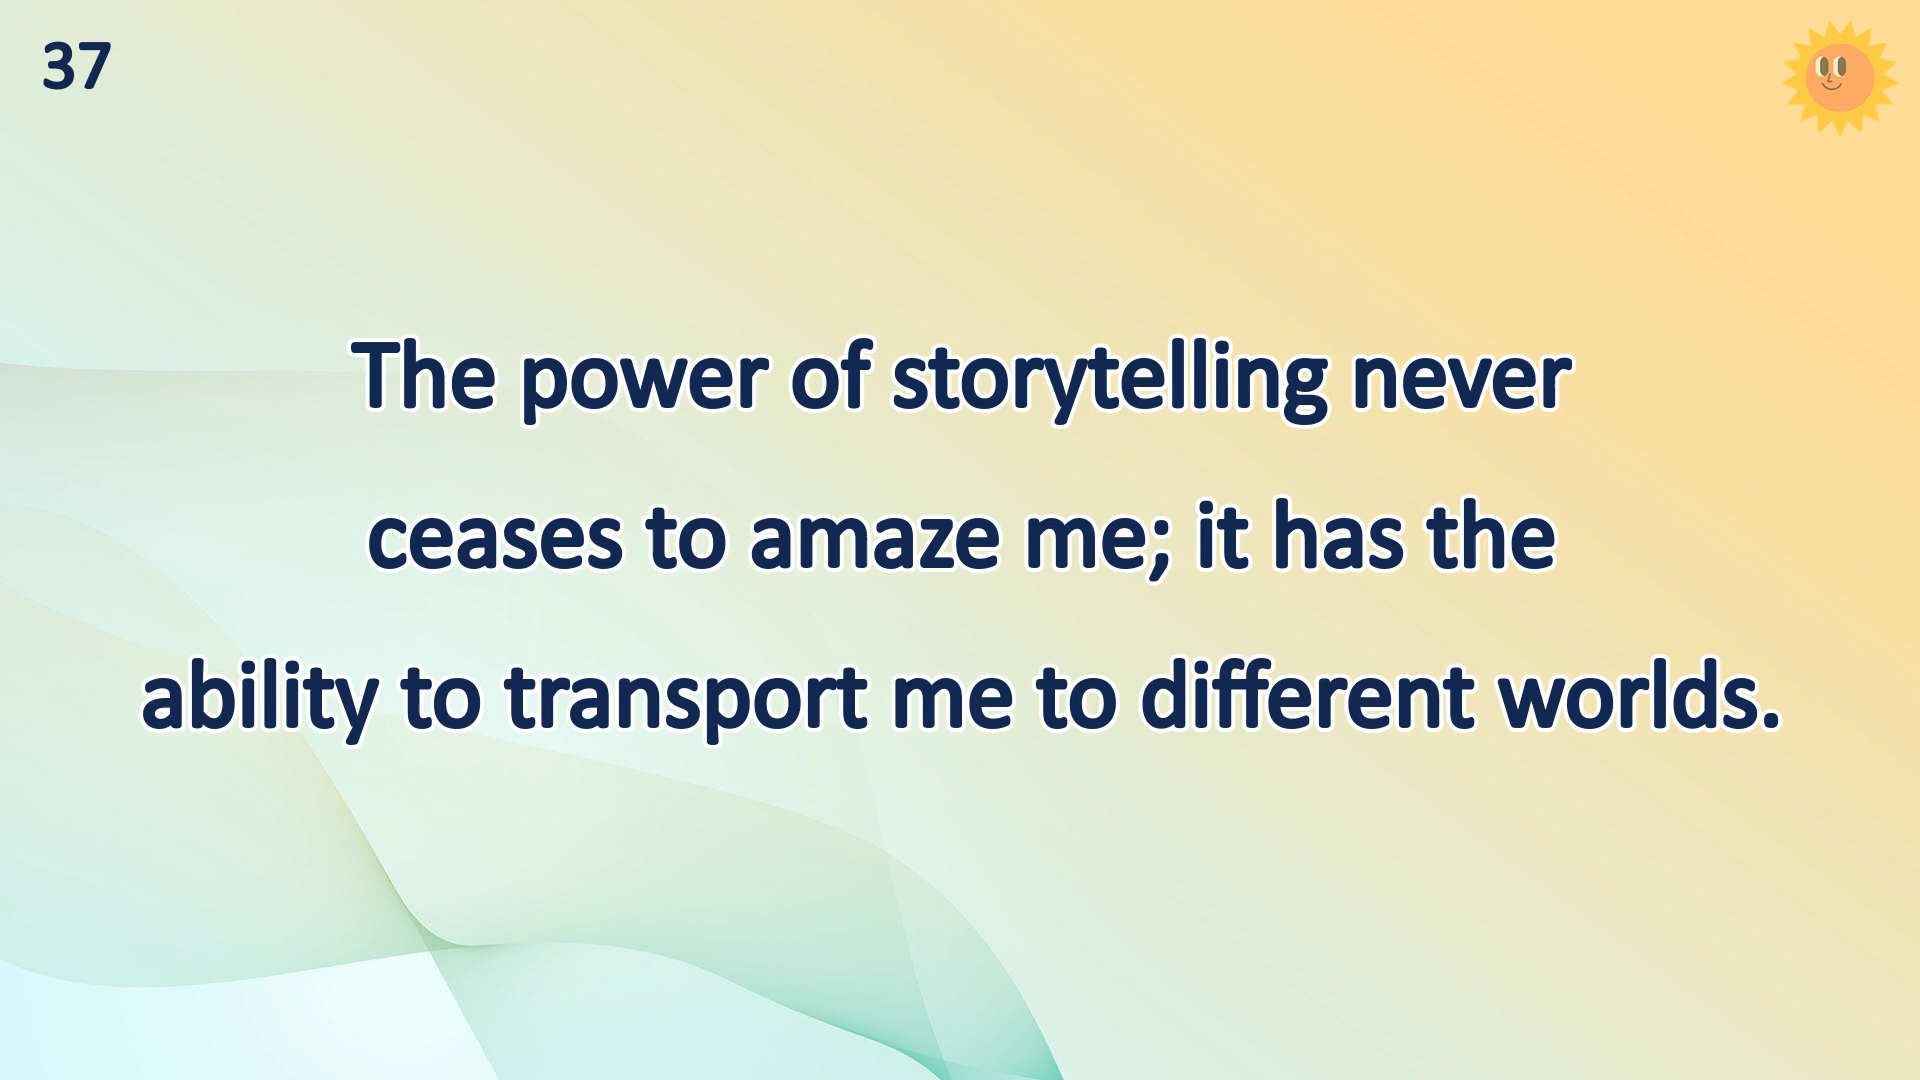 37
The power of storytelling never
ceases to amaze me; it has the
ability to transport me to different worlds.